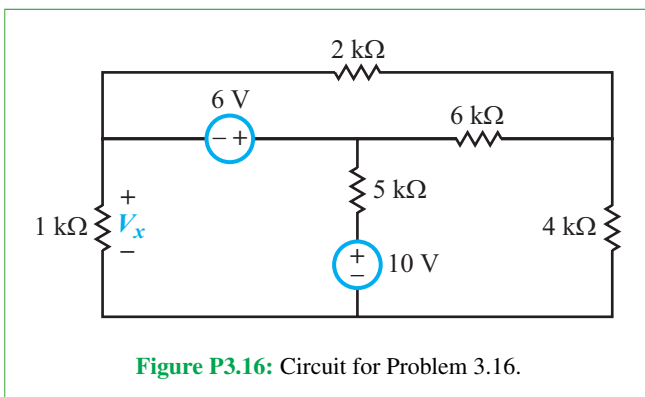 2 kΩ
6 V
6 kΩ
− +
+
5 kΩ
1 kΩ
Vx
4 kΩ
−
+
10 V
−
Figure P3.16: Circuit for Problem 3.16.